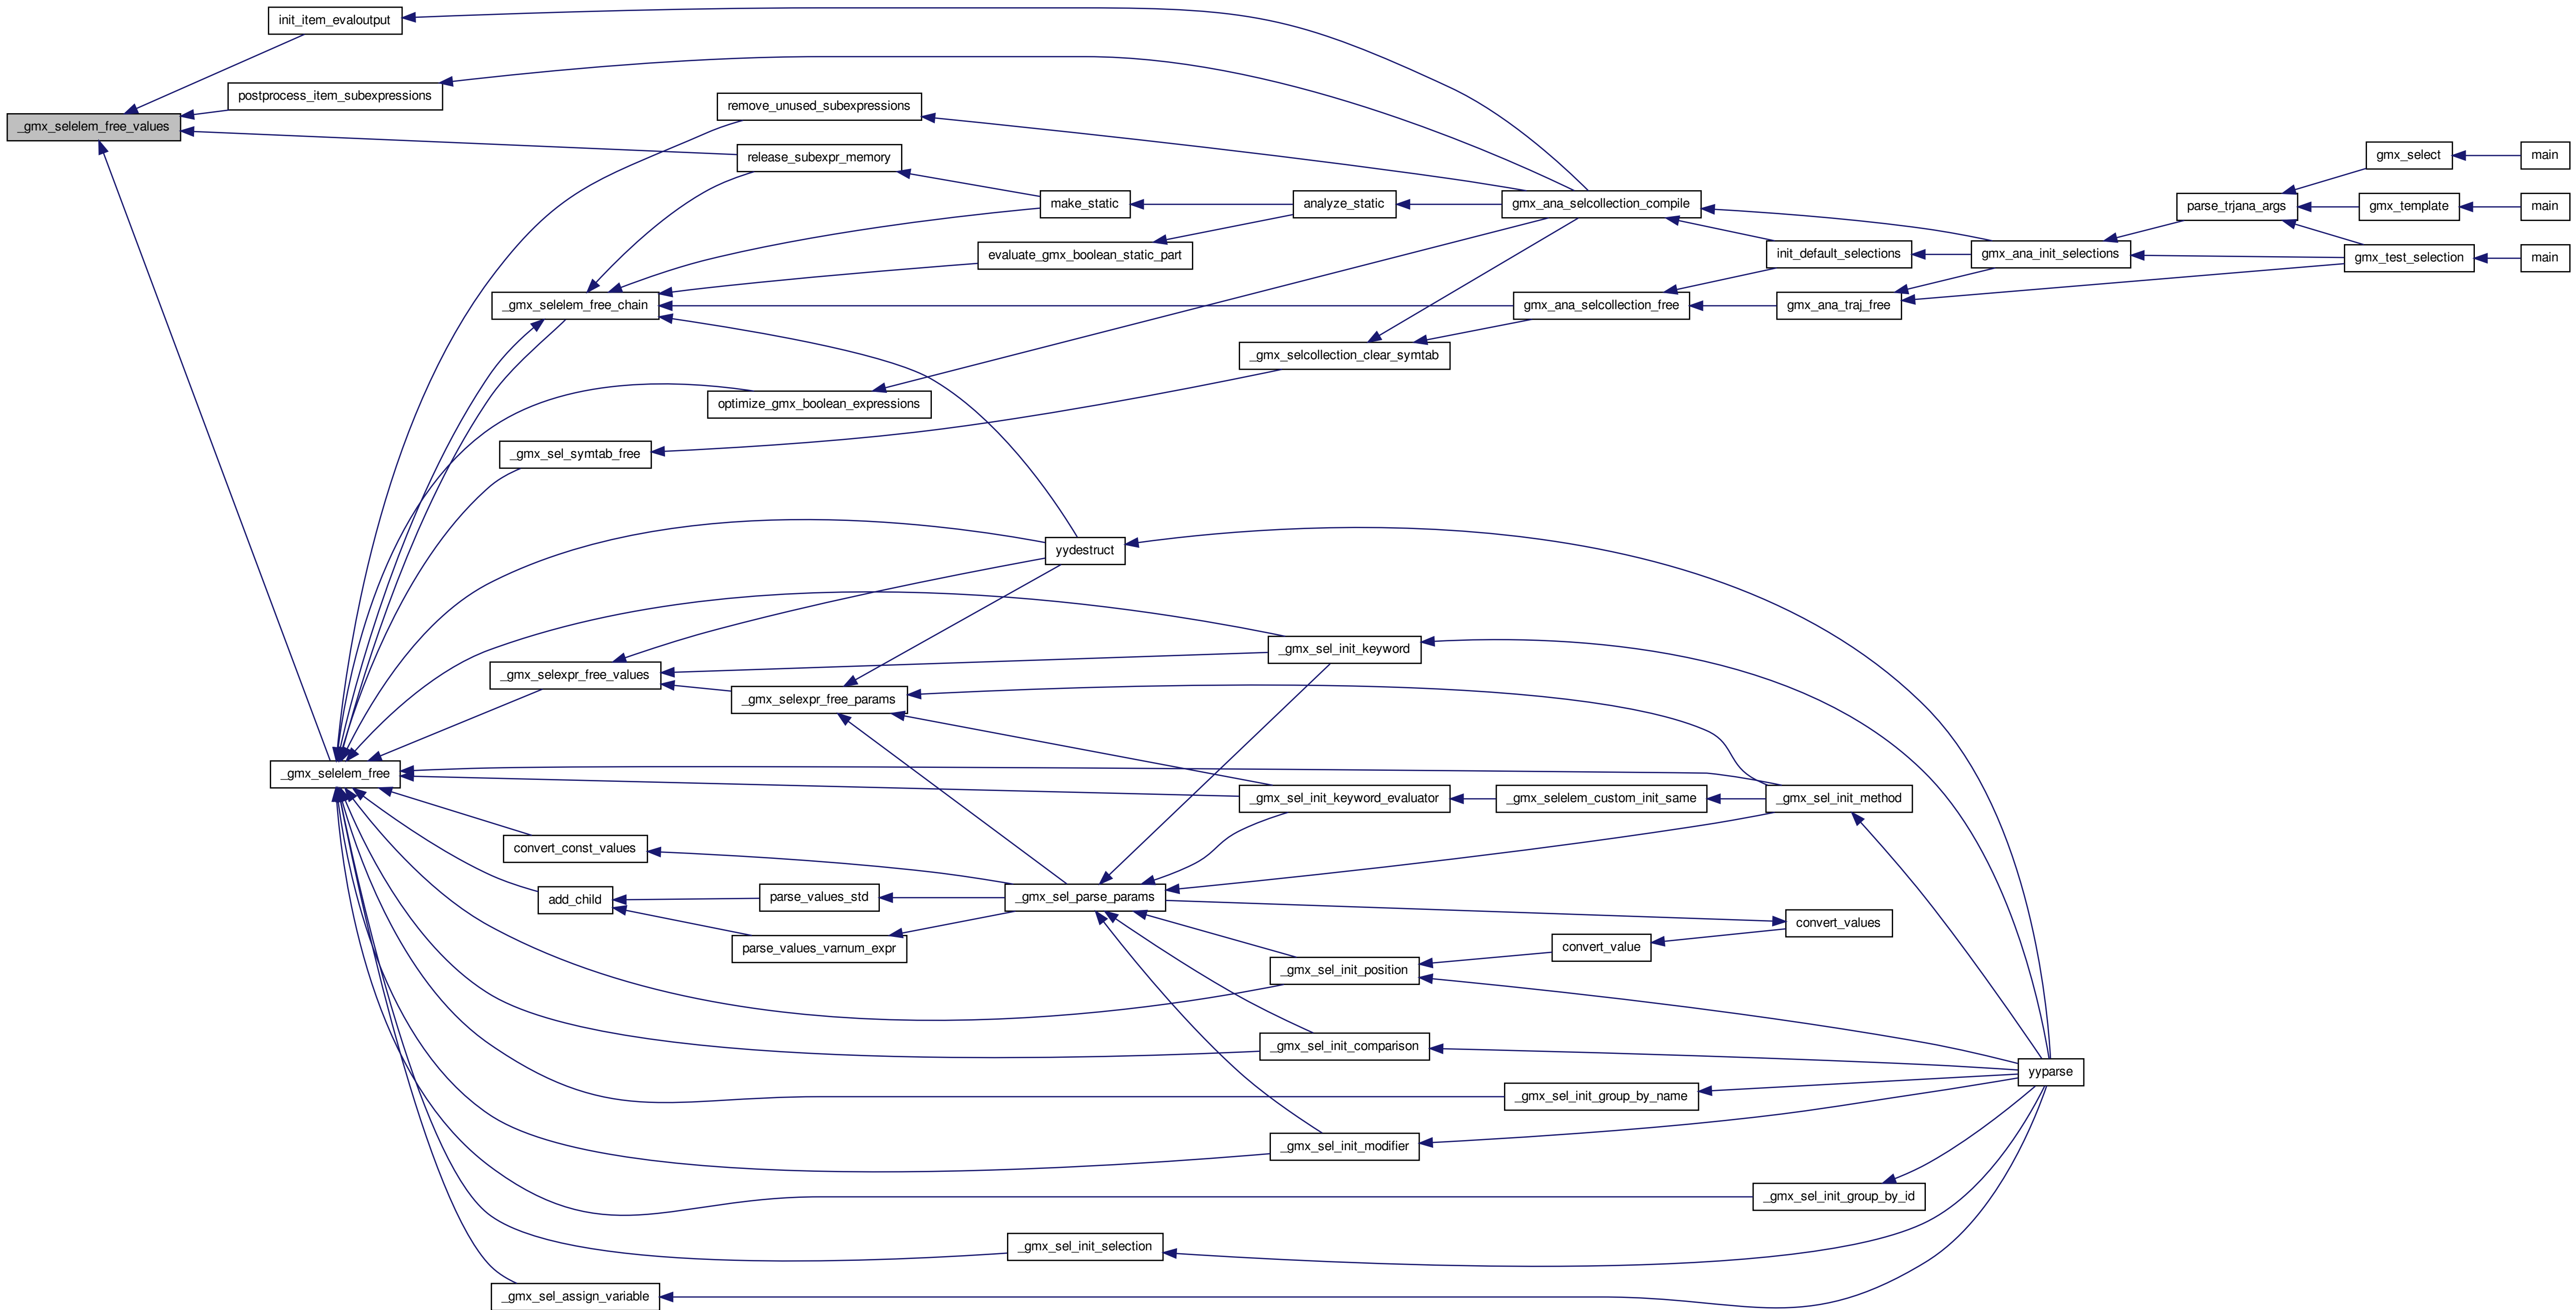 init_item_evaloutput
postprocess_item_subexpressions
remove_unused_subexpressions
_gmx_selelem_free_values
release_subexpr_memory
gmx_select
main
make_static
analyze_static
gmx_ana_selcollection_compile
parse_trjana_args
gmx_template
main
evaluate_gmx_boolean_static_part
init_default_selections
gmx_ana_init_selections
gmx_test_selection
main
_gmx_selelem_free_chain
gmx_ana_selcollection_free
gmx_ana_traj_free
_gmx_selcollection_clear_symtab
optimize_gmx_boolean_expressions
_gmx_sel_symtab_free
yydestruct
_gmx_sel_init_keyword
_gmx_selexpr_free_values
_gmx_selexpr_free_params
_gmx_selelem_free
_gmx_sel_init_keyword_evaluator
_gmx_selelem_custom_init_same
_gmx_sel_init_method
convert_const_values
add_child
parse_values_std
_gmx_sel_parse_params
convert_values
parse_values_varnum_expr
convert_value
_gmx_sel_init_position
_gmx_sel_init_comparison
yyparse
_gmx_sel_init_group_by_name
_gmx_sel_init_modifier
_gmx_sel_init_group_by_id
_gmx_sel_init_selection
_gmx_sel_assign_variable